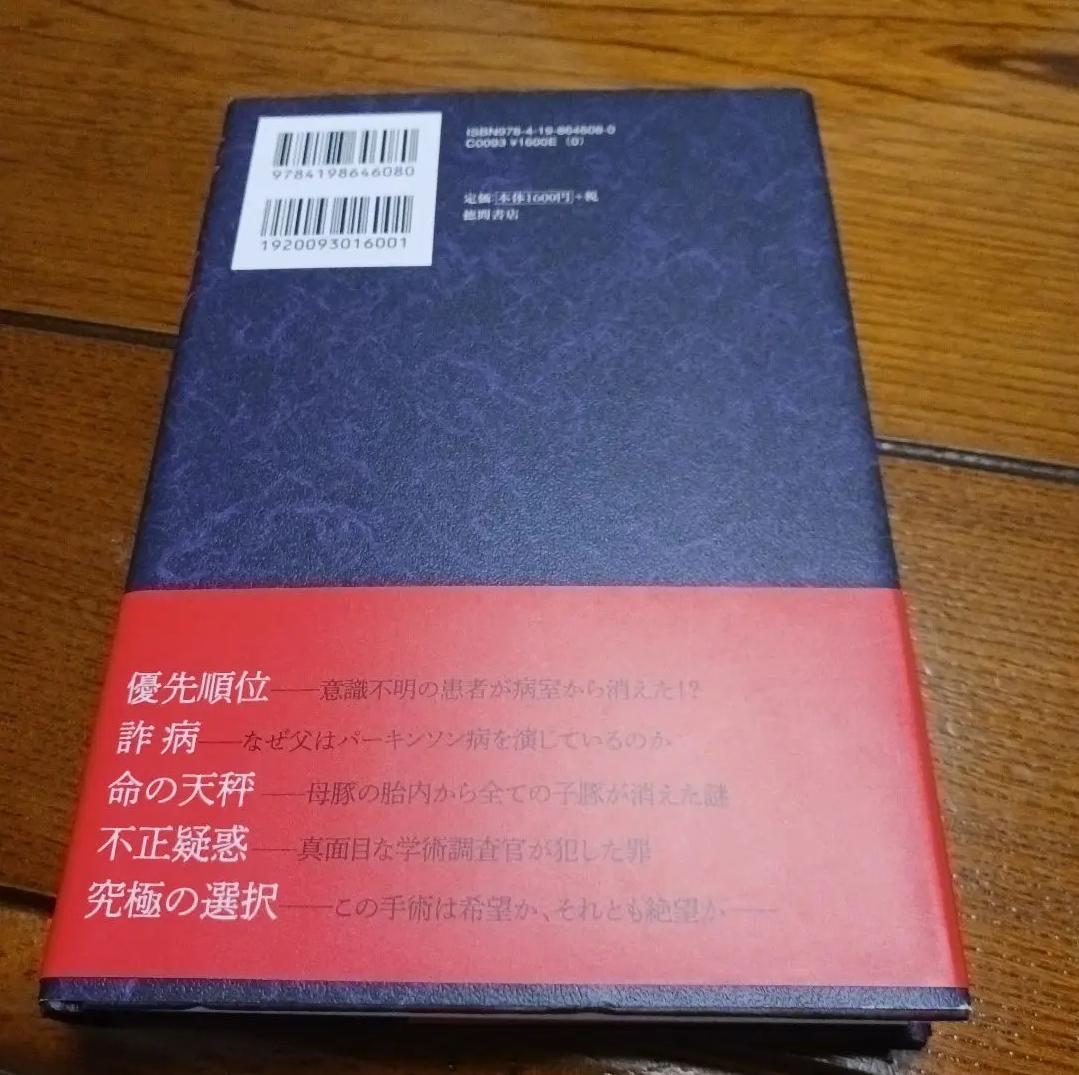 9784198646080
1920093016001
ISBN978-4-19-864608-0
C0093 ¥1600E (0)
定価:本体1600円+税
徳間書店
優先順位――意識不明の患者が病室から消えた!?
詐病――なぜ父はパーキンソン病を演じているのか
命の天秤――母豚の胎内から全ての子豚が消えた謎
不正疑惑――真面目な学術調査官が犯した罪
究極の選択――この手術は希望か、それとも絶望か――